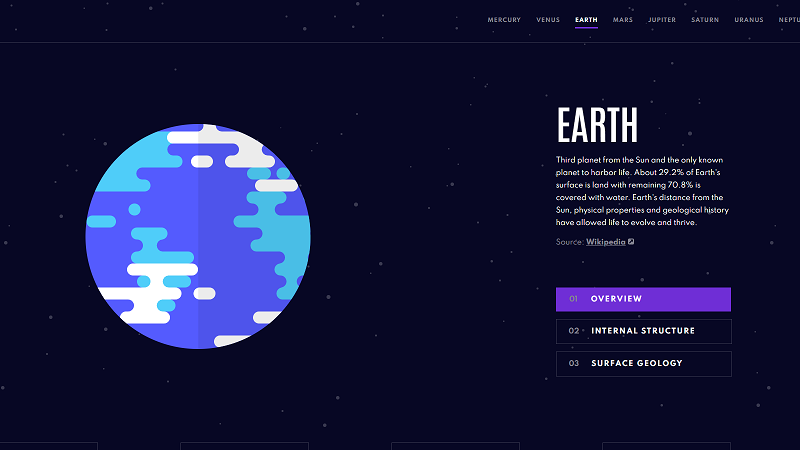 MERCURY VENUS EARTH MARS JUPITER SATURN URANUS
EARTH
Third planet from the Sun and the only known
planet to harbor life. About 29.2% of Earth's
surface is land with remaining 70.8% is
covered with water. Earth's distance from the
Sun, physical properties and geological history
have allowed life to evolve and thrive.
Source: Wikipedia
01 OVERVIEW
02 INTERNAL STRUCTURE
03 SURFACE GEOLOGY